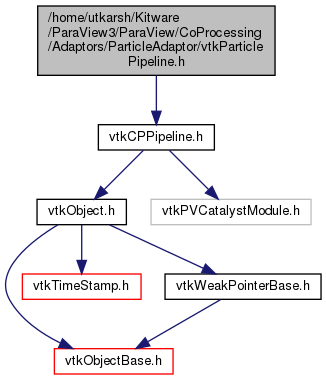 /home/utkarsh/Kitware
/ParaView3/ParaView/CoProcessing
/Adaptors/ParticleAdaptor/vtkParticle
Pipeline.h
vtkCPPipeline.h
vtkObject.h
vtkPVCatalystModule.h
vtkTimeStamp.h
vtkWeakPointerBase.h
vtkObjectBase.h